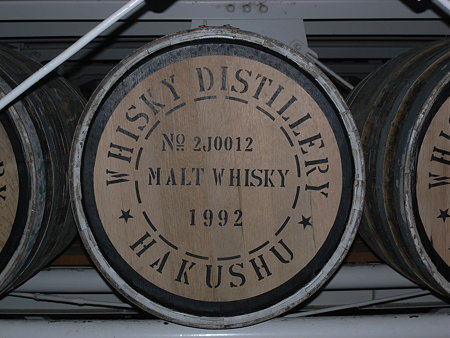 WHISKY DISTILLERY
No 2J0012
MALT WHISKY
1992
★ HAKUSHU ★